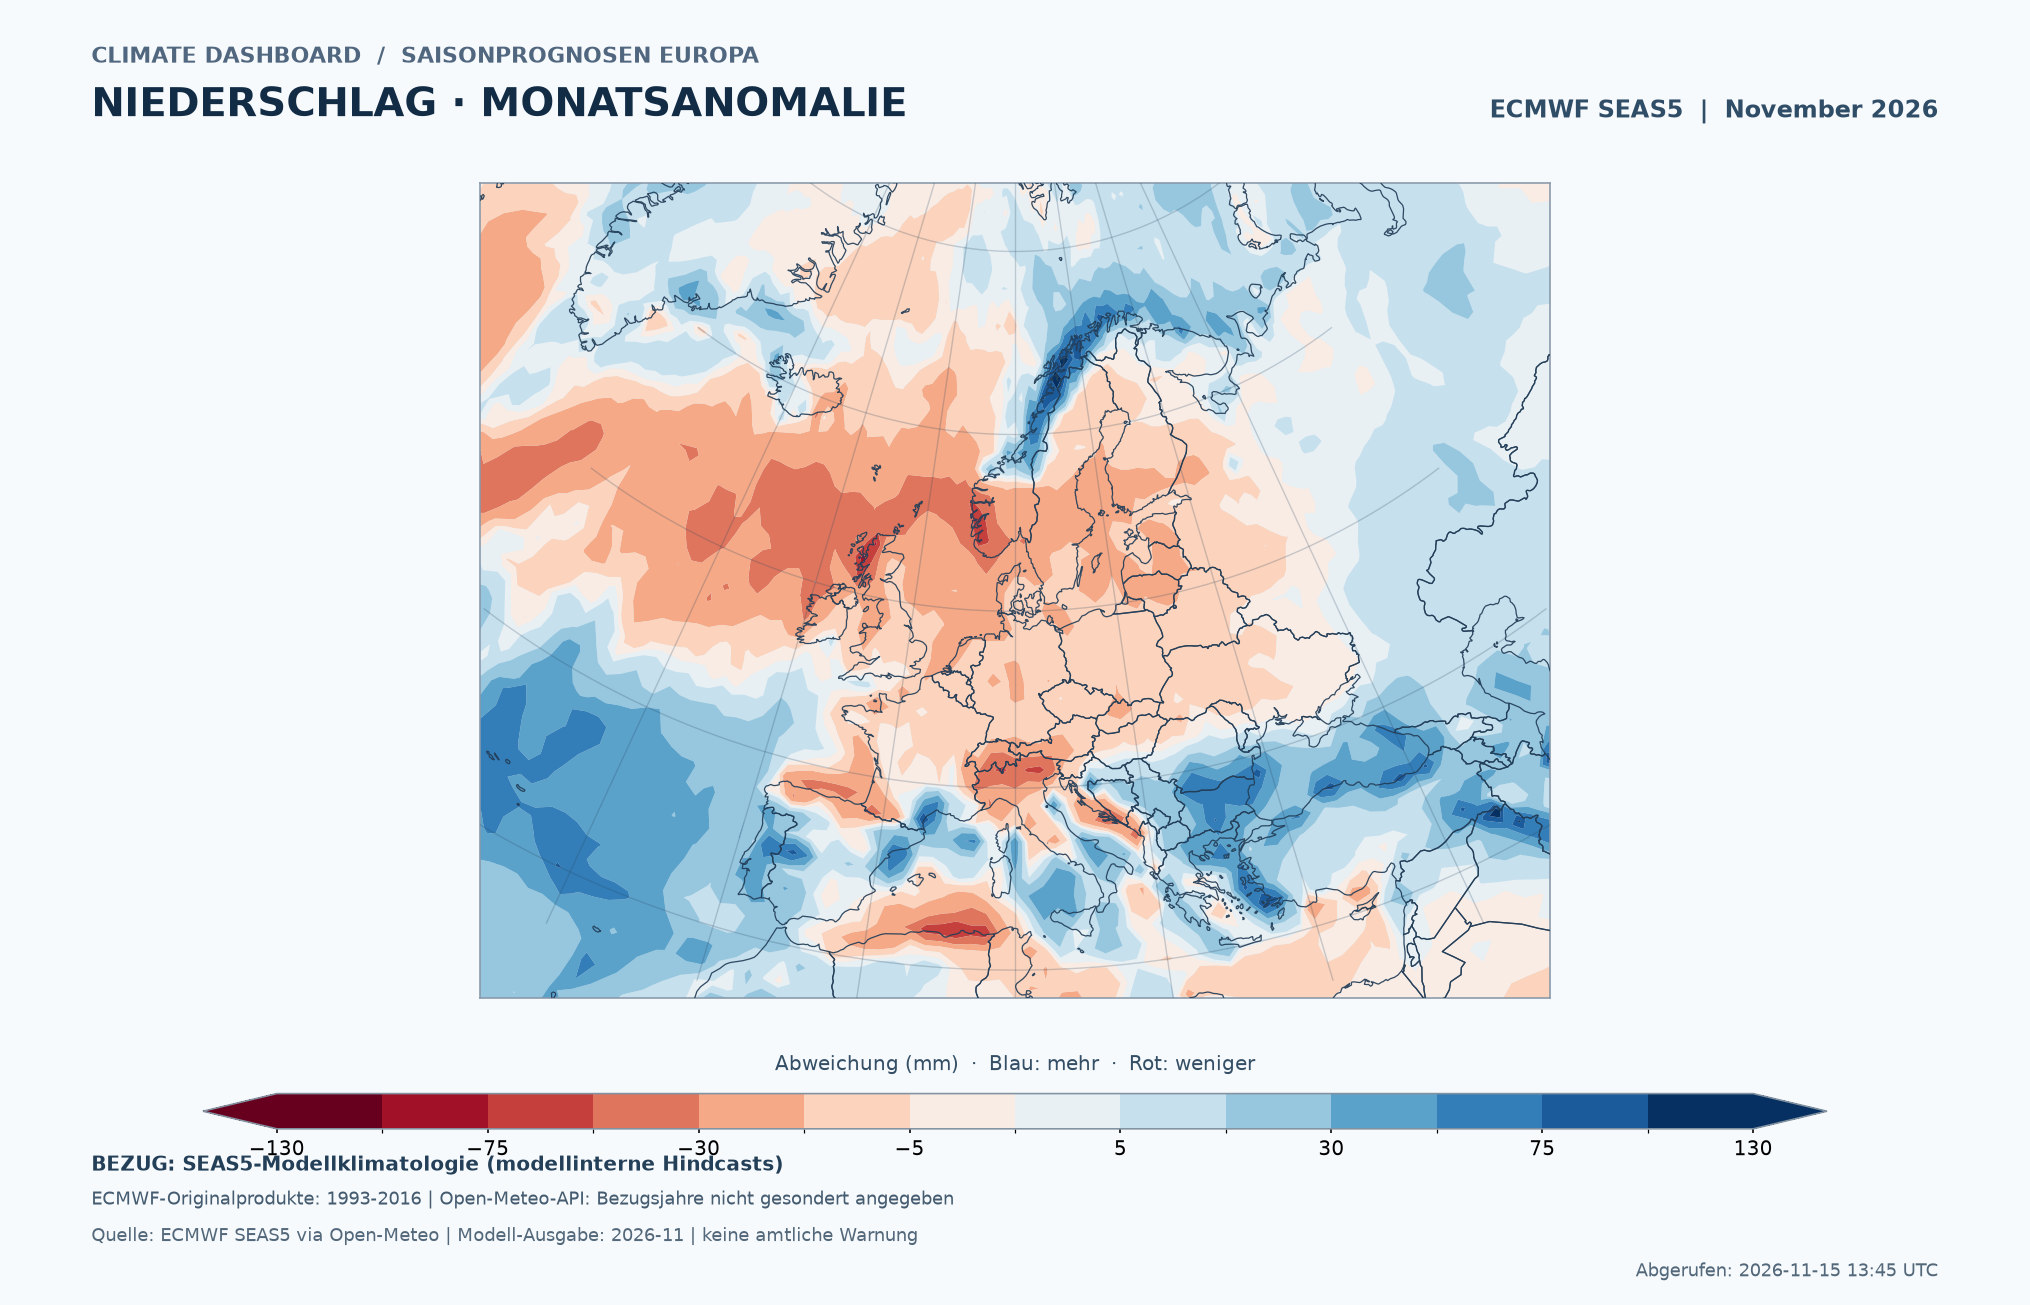 CLIMATE DASHBOARD / SAISONPROGNOSEN EUROPA
NIEDERSCHLAG · MONATSANOMALIE
ECMWF SEAS5 | November 2026
Abweichung (mm) · Blau: mehr · Rot: weniger
−130 −75 −30 −5 5 30 75 130
BEZUG: SEAS5-Modellklimatologie (modellinterne Hindcasts)
ECMWF-Originalprodukte: 1993-2016 | Open-Meteo-API: Bezugsjahre nicht gesondert angegeben
Quelle: ECMWF SEAS5 via Open-Meteo | Modell-Ausgabe: 2026-11 | keine amtliche Warnung
Abgerufen: 2026-11-15 13:45 UTC